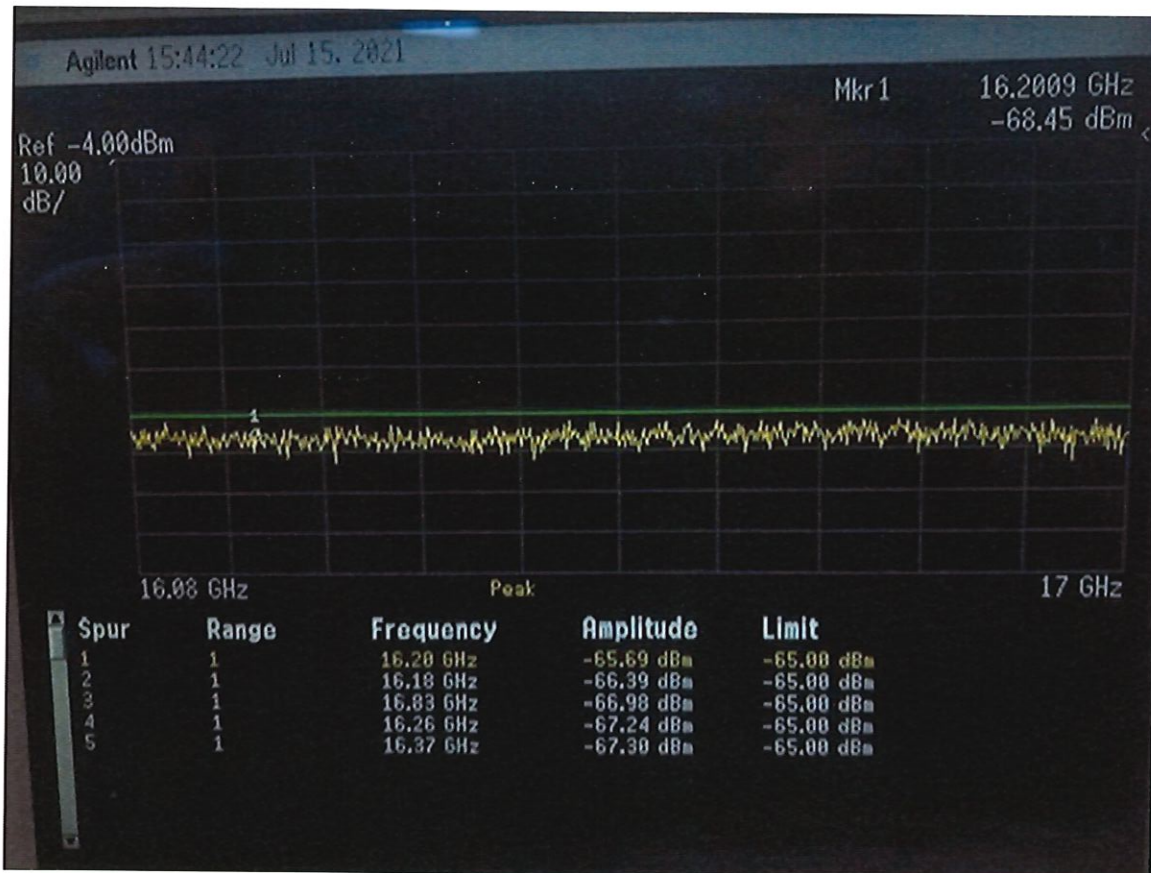 Agilent 15:44:22 Jul 15, 2021
Mkr1 16.2009 GHz
-68.45 dBm
Ref -4.00dBm
10.00
dB/
1
16.08 GHz Peak 17 GHz
Spur Range Frequency Amplitude Limit
1 1 16.20 GHz -65.69 dBm -65.00 dBm
2 1 16.18 GHz -66.39 dBm -65.00 dBm
3 1 16.83 GHz -66.98 dBm -65.00 dBm
4 1 16.26 GHz -67.24 dBm -65.00 dBm
5 1 16.37 GHz -67.30 dBm -65.00 dBm